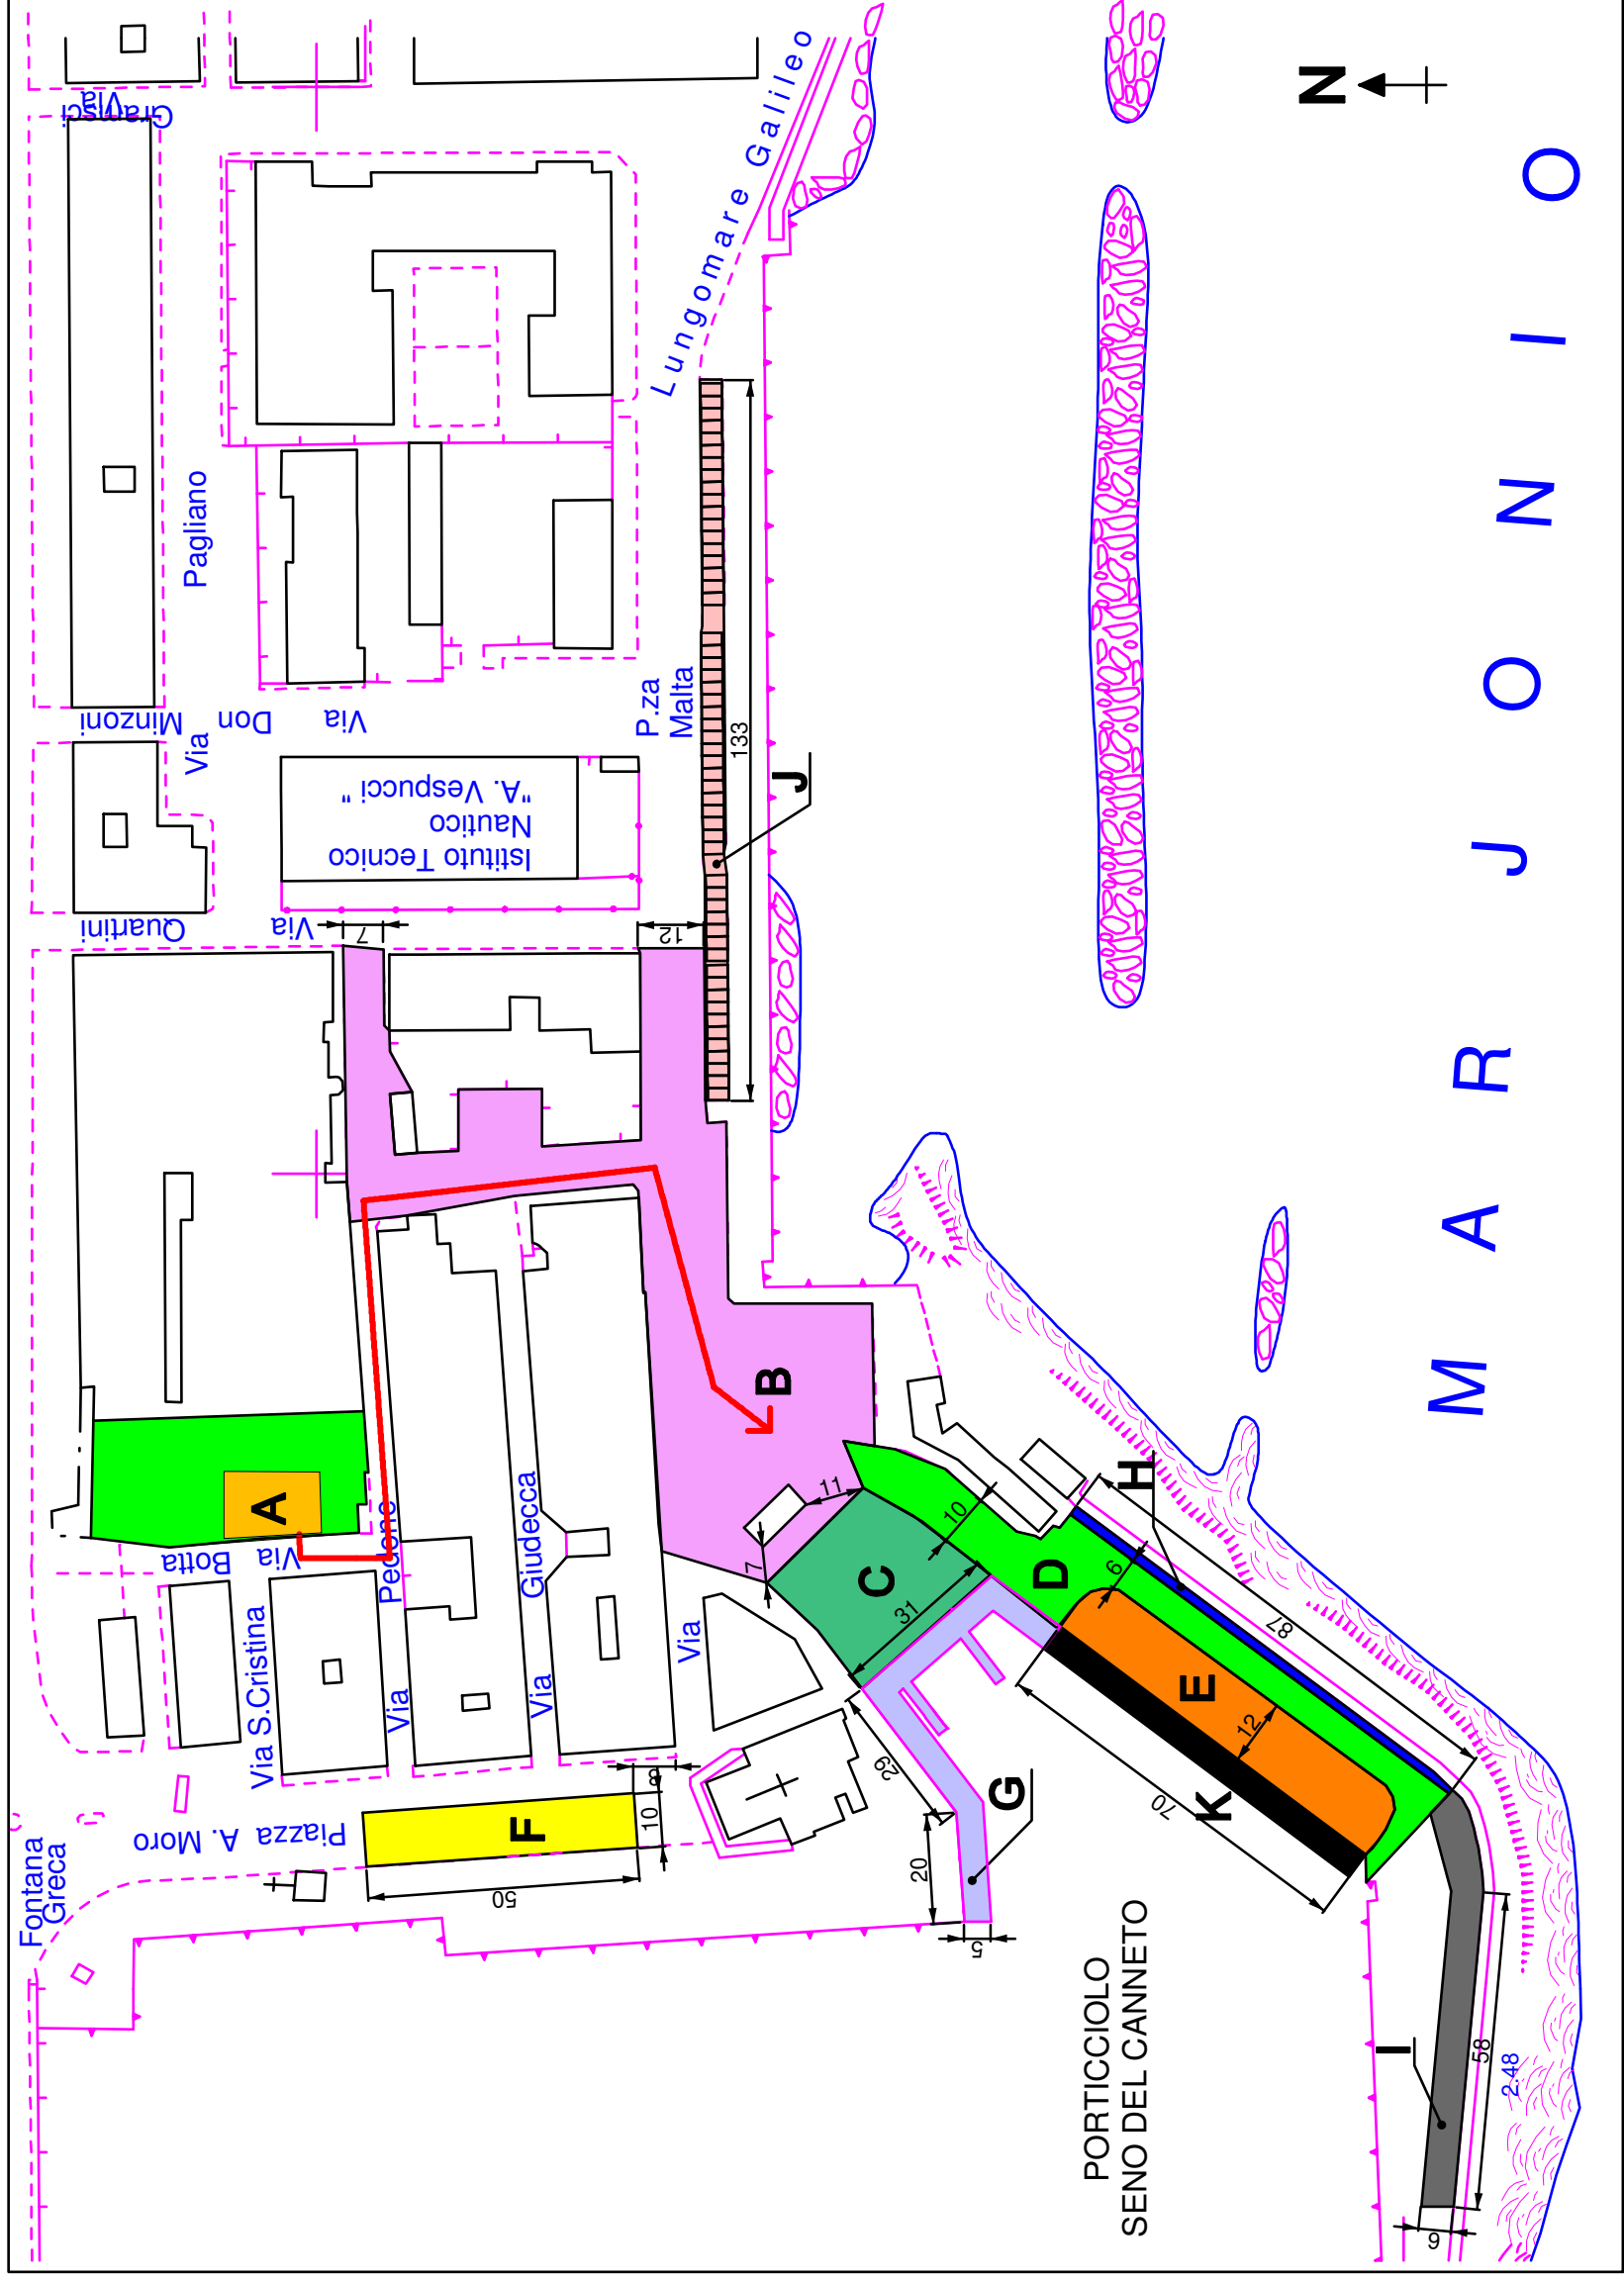 Fontana
Greca
Piazza A. Moro
Via S.Cristina
Via Botta
Via Pedone
Via Giudecca
Via
Via Quartini
Via Pagliano
Via Don Minzoni
Via Gramsci
Istituto Tecnico
Nautico
"A. Vespucci "
P.za
Malta
Lungomare Galileo
PORTICCIOLO
SENO DEL CANNETO
MAR JONIO
N
A
B
C
D
E
F
G
H
I
J
K
7
12
133
11
7
10
31
6
87
12
70
29
20
5
8
10
50
58
2.48
6